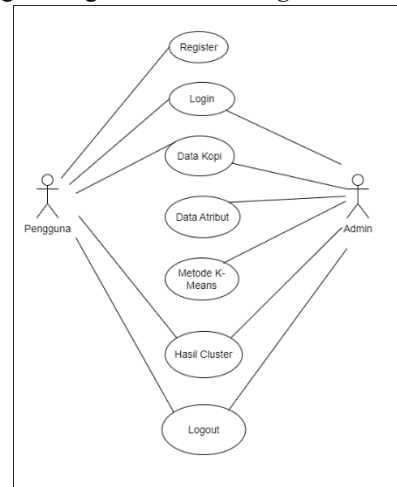 Register
Login
Data Kopi
Pengguna
Data Atribut
Admin
Metode K-
Means
Hasil Cluster
Logout